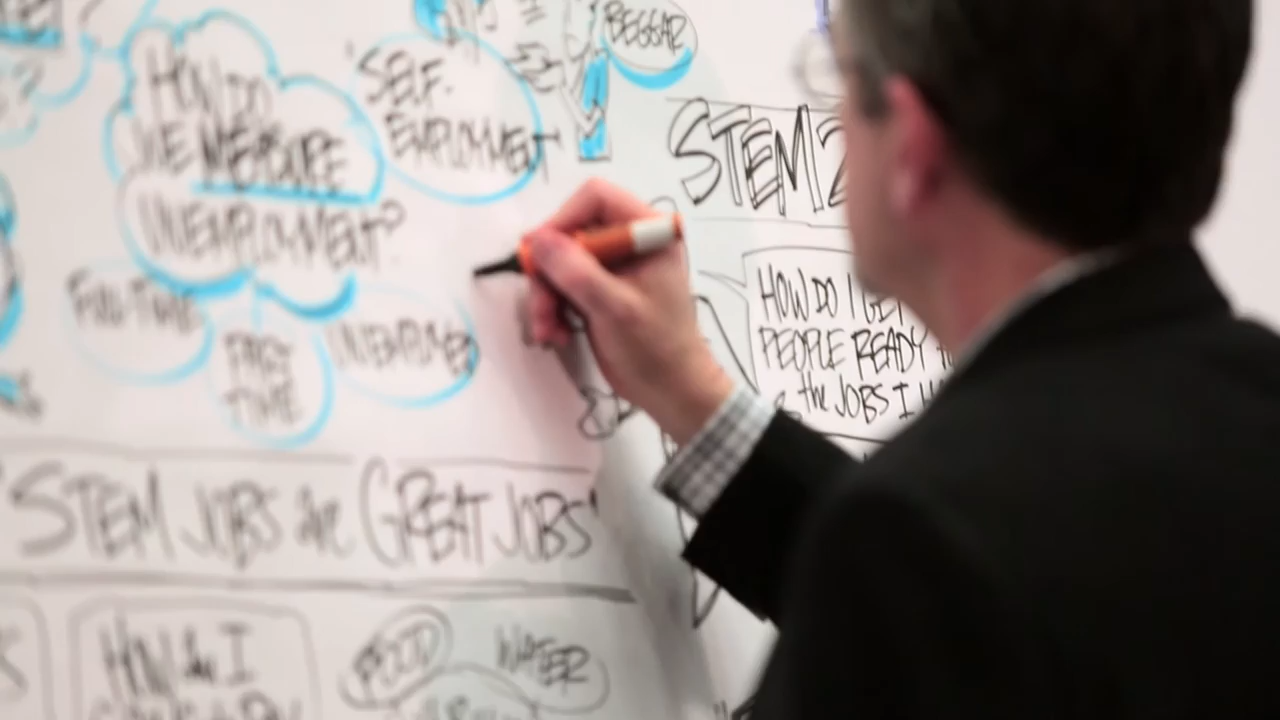 BEGGAR
HOW DO
WE MEASURE
UNEMPLOYMENT?
"SELF-
EMPLOYMENT
STEM 2
FULL-TIME
PART
TIME
UNEMPLOYED
HOW DO I GET
PEOPLE READY
the JOBS I
"STEM JOBS are GREAT JOBS"
HOW do I
FOOD
WATER